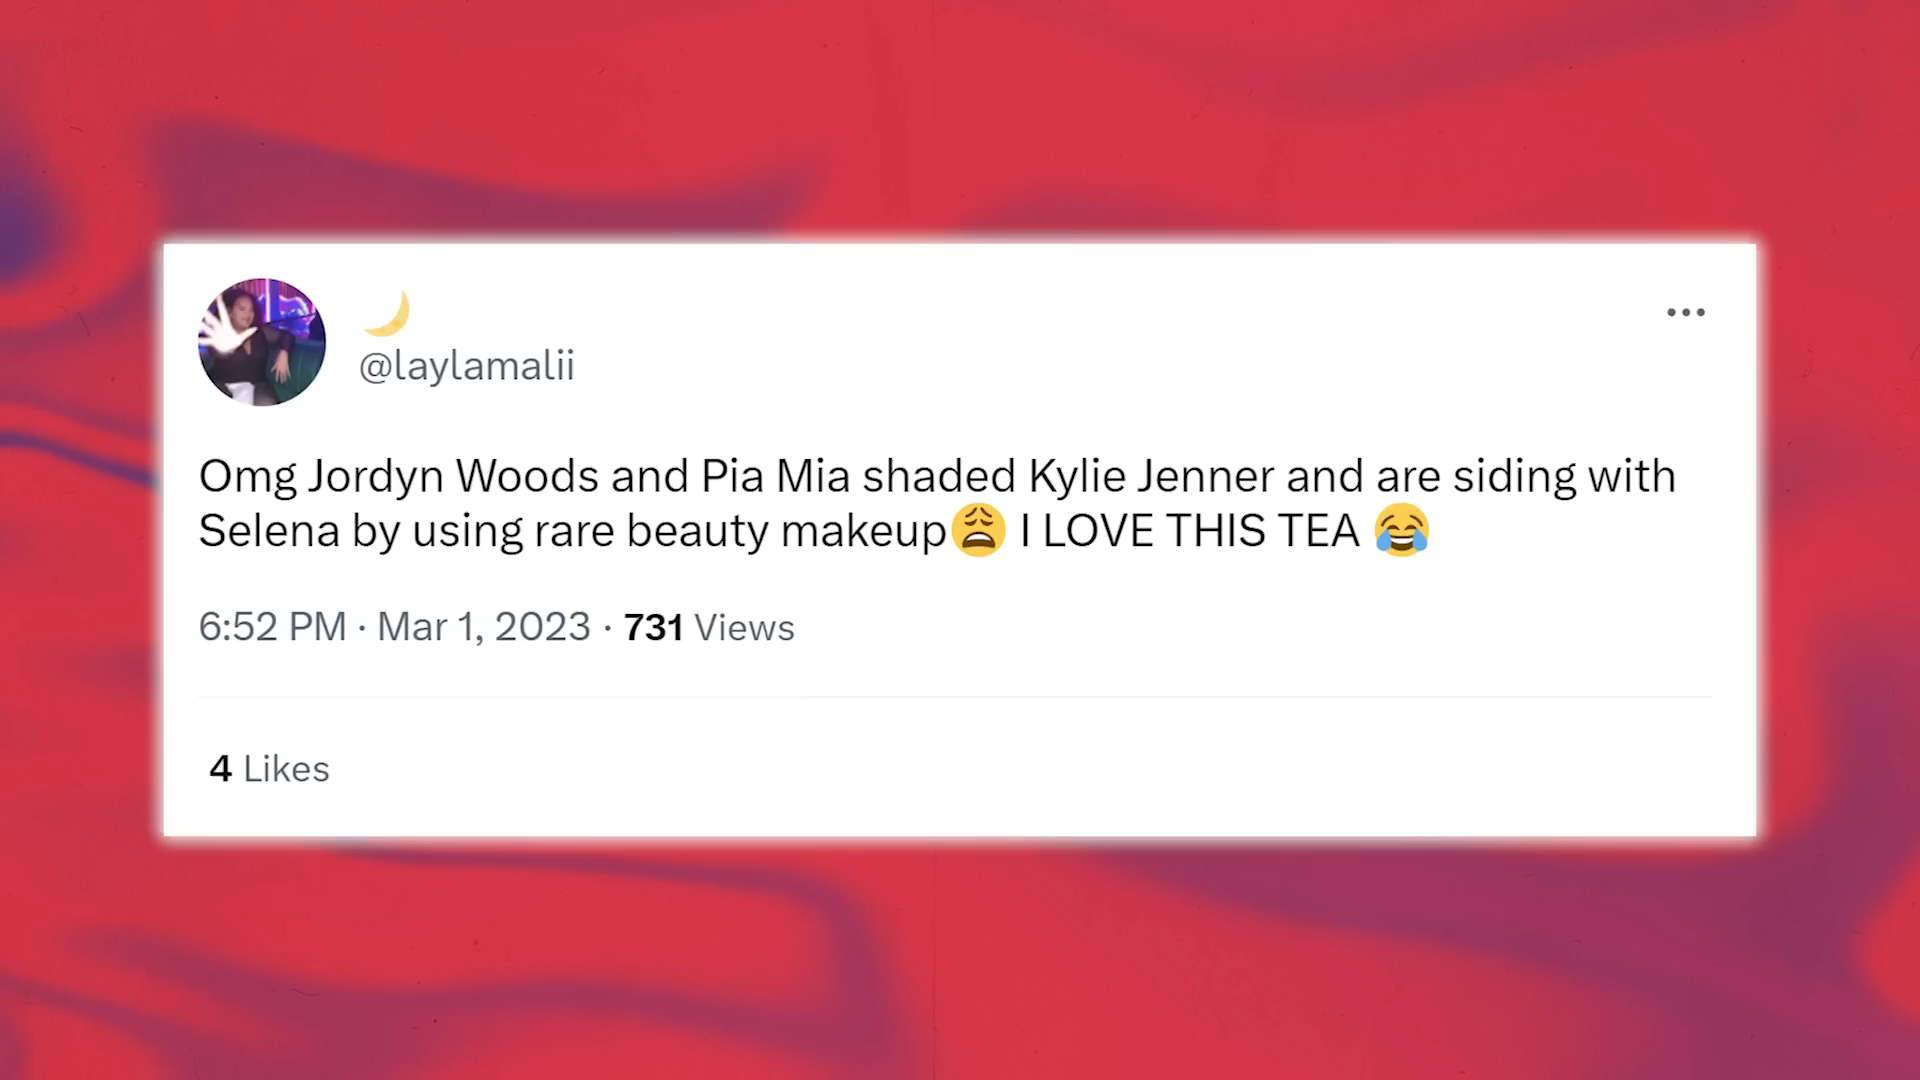 🌙
@laylamalii
Omg Jordyn Woods and Pia Mia shaded Kylie Jenner and are siding with
Selena by using rare beauty makeup😩 I LOVE THIS TEA 😂
6:52 PM · Mar 1, 2023 · 731 Views
4 Likes